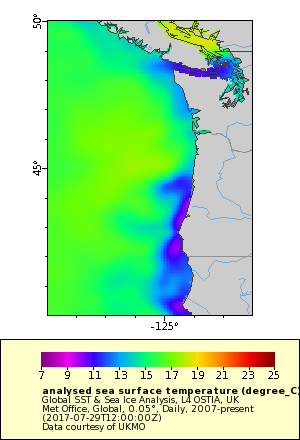 50°
45°
-125°
7 9 11 13 15 17 19 21 23 25
analysed sea surface temperature (degree_C)
Global SST & Sea Ice Analysis, L4 OSTIA, UK
Met Office, Global, 0.05°, Daily, 2007-present
(2017-07-29T12:00:00Z)
Data courtesy of UKMO